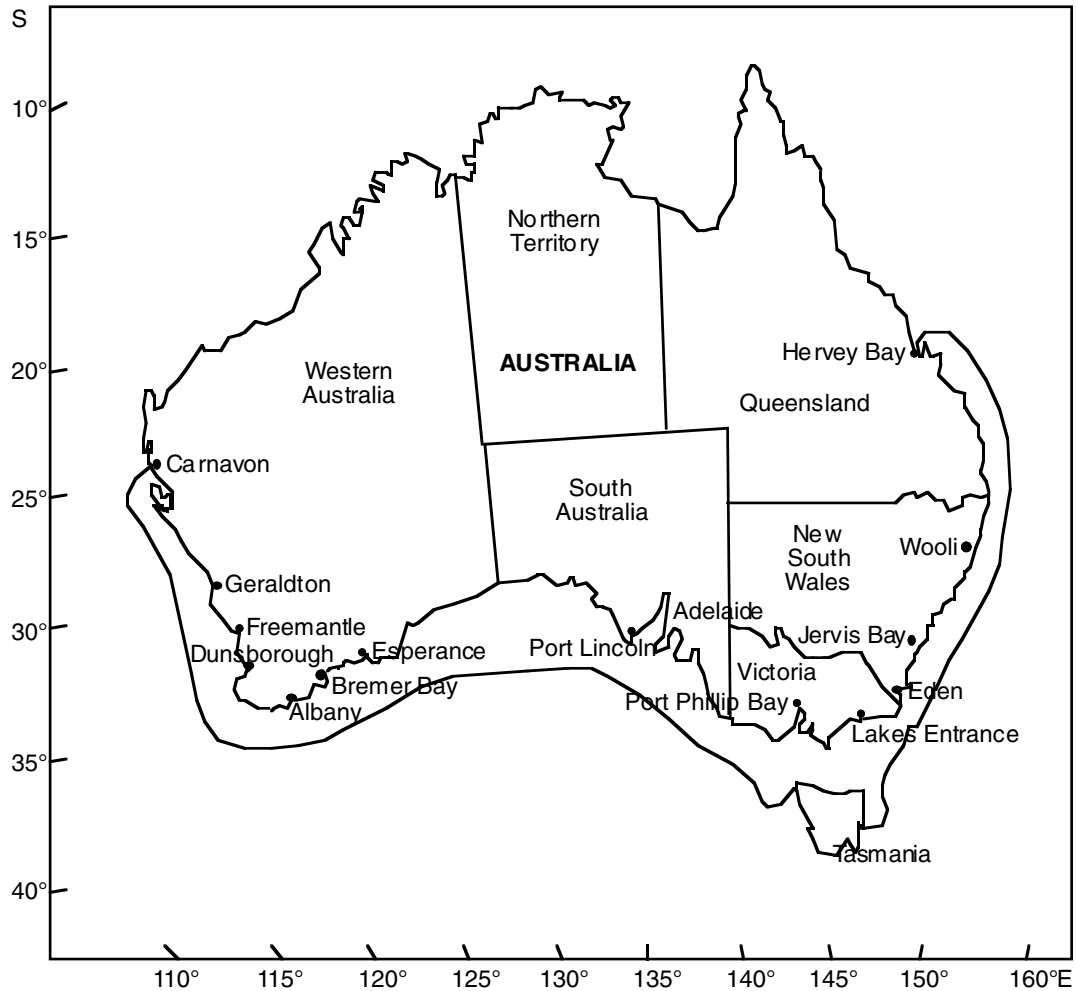 S
10°
15°
20°
25°
30°
35°
40°
Northern
Territory
AUSTRALIA
Western
Australia
Hervey Bay
Queensland
Carnavon
South
Australia
New
South
Wales
Wooli
Geraldton
Adelaide
Freemantle
Jervis Bay
Dunsborough
Esperance
Port Lincoln
Victoria
Bremer Bay
Port Phillip Bay
Eden
Albany
Lakes Entrance
Tasmania
110° 115° 120° 125° 130° 135° 140° 145° 150° 160°E